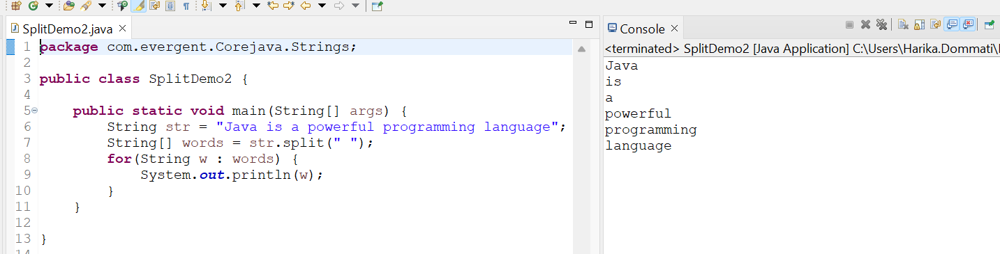 SplitDemo2.java
1 package com.evergent.Corejava.Strings;
2
3 public class SplitDemo2 {
4
5 public static void main(String[] args) {
6 String str = "Java is a powerful programming language";
7 String[] words = str.split(" ");
8 for(String w : words) {
9 System.out.println(w);
10 }
11 }
12
13 }
14
Console
<terminated> SplitDemo2 [Java Application] C:\Users\Harika.Dommati\
Java
is
a
powerful
programming
language